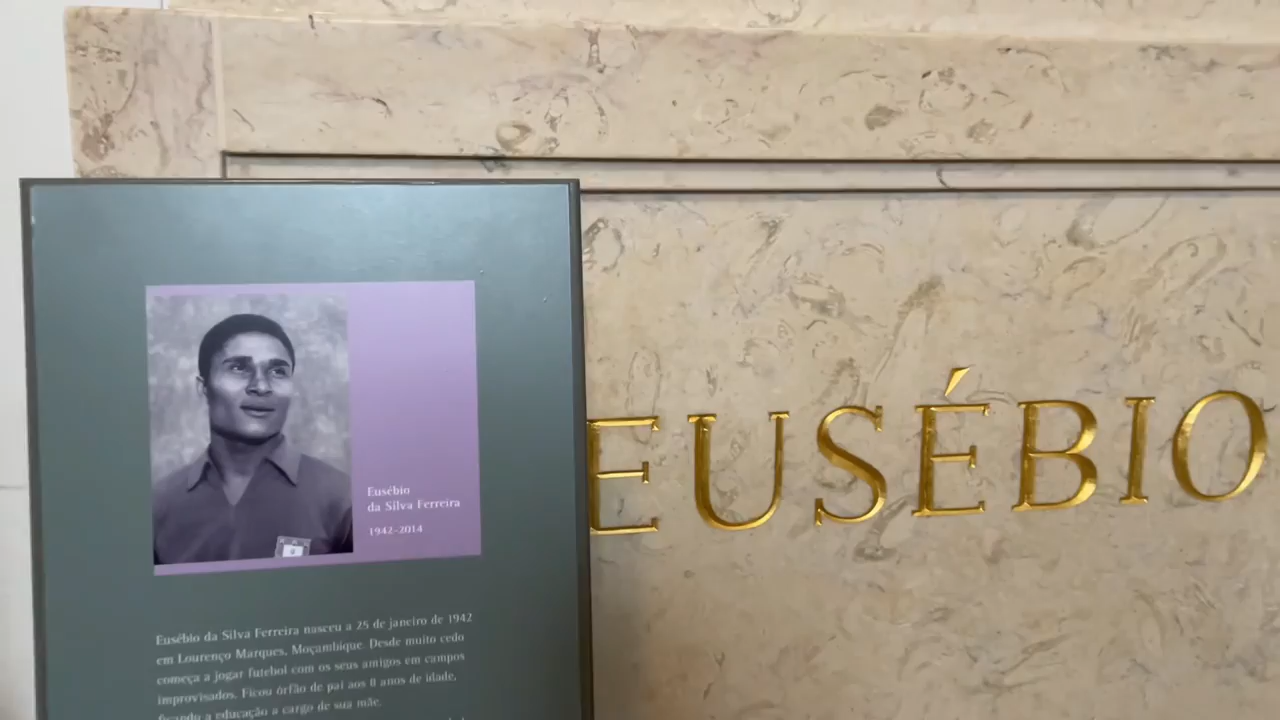 Eusébio
da Silva Ferreira
1942–2014
Eusébio da Silva Ferreira nasceu a 25 de janeiro de 1942
em Lourenço Marques, Moçambique. Desde muito cedo
começa a jogar futebol com os seus amigos em campos
improvisados. Ficou órfão de pai aos 8 anos de idade,
ficando a educação a cargo de sua mãe.
EUSÉBIO